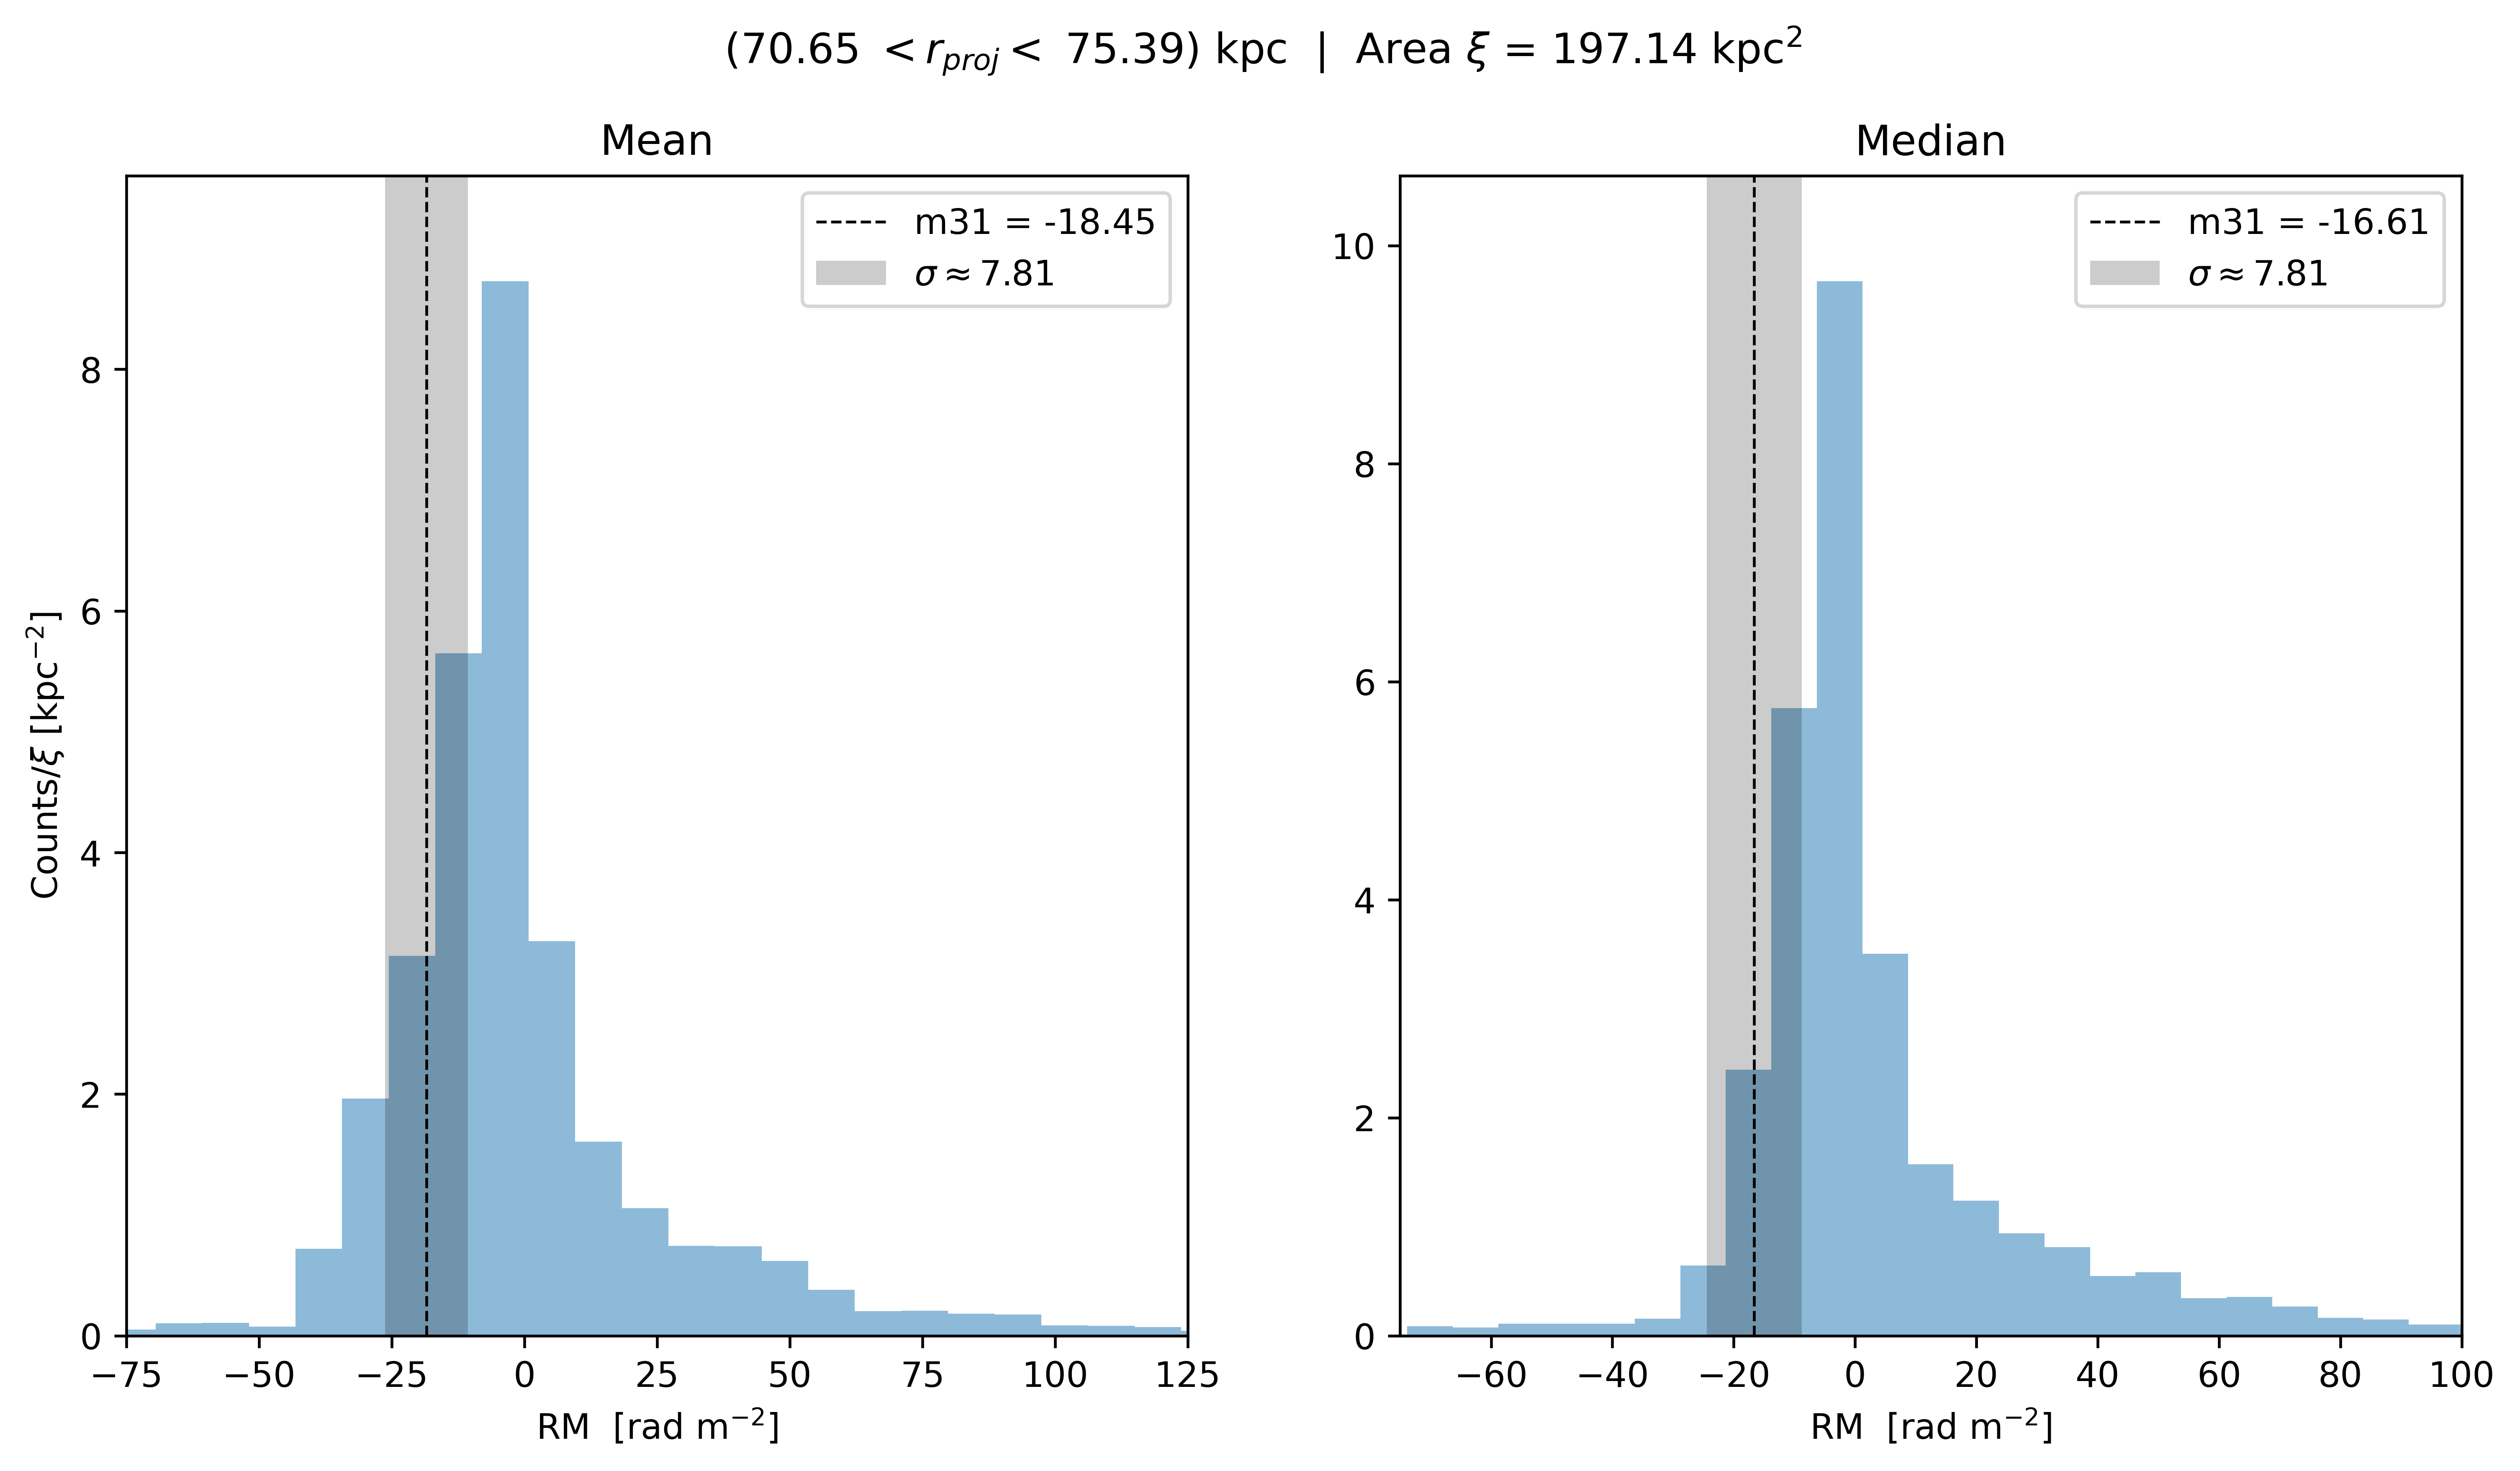 (70.65 < r_proj < 75.39) kpc | Area ξ = 197.14 kpc²
Mean
m31 = -18.45
σ ≈ 7.81
8
6
4
2
0
Counts/ξ [kpc⁻²]
−75 −50 −25 0 25 50 75 100 125
RM [rad m⁻²]
Median
m31 = -16.61
σ ≈ 7.81
10
8
6
4
2
0
−60 −40 −20 0 20 40 60 80 100
RM [rad m⁻²]